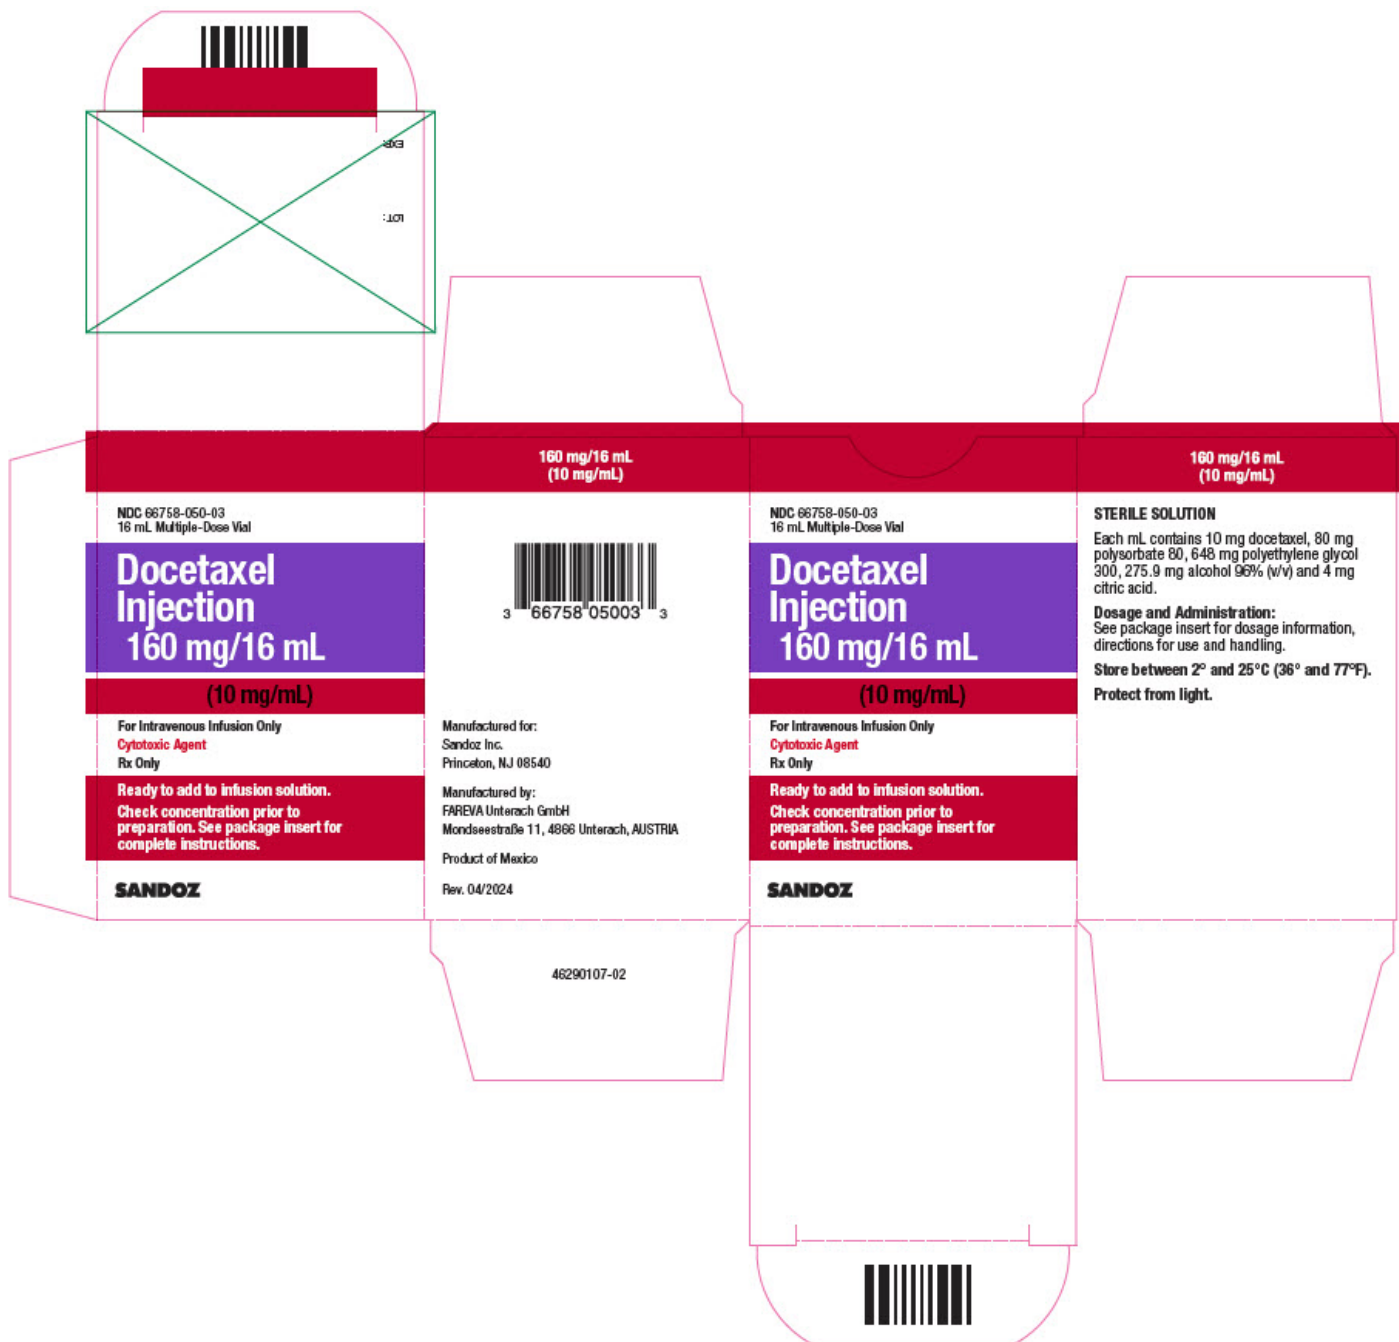 EXP:
LOT:
160 mg/16 mL
(10 mg/mL)
160 mg/16 mL
(10 mg/mL)
NDC 66758-050-03
16 mL Multiple-Dose Vial
Docetaxel
Injection
160 mg/16 mL
(10 mg/mL)
For Intravenous Infusion Only
Cytotoxic Agent
Rx Only
Ready to add to infusion solution.
Check concentration prior to
preparation. See package insert for
complete instructions.
SANDOZ
3 66758 05003 3
Manufactured for:
Sandoz Inc.
Princeton, NJ 08540
Manufactured by:
FAREVA Unterach GmbH
Mondseestraße 11, 4866 Unterach, AUSTRIA
Product of Mexico
Rev. 04/2024
46290107-02
NDC 66758-050-03
16 mL Multiple-Dose Vial
Docetaxel
Injection
160 mg/16 mL
(10 mg/mL)
For Intravenous Infusion Only
Cytotoxic Agent
Rx Only
Ready to add to infusion solution.
Check concentration prior to
preparation. See package insert for
complete instructions.
SANDOZ
STERILE SOLUTION
Each mL contains 10 mg docetaxel, 80 mg
polysorbate 80, 648 mg polyethylene glycol
300, 275.9 mg alcohol 96% (v/v) and 4 mg
citric acid.
Dosage and Administration:
See package insert for dosage information,
directions for use and handling.
Store between 2° and 25°C (36° and 77°F).
Protect from light.